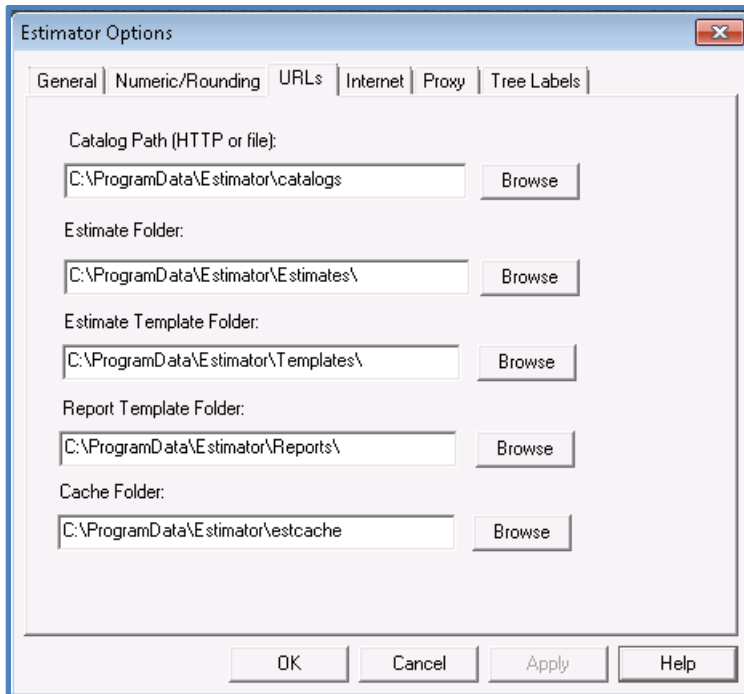 Estimator Options
General Numeric/Rounding URLs Internet Proxy Tree Labels
Catalog Path (HTTP or file):
C:\ProgramData\Estimator\catalogs Browse
Estimate Folder:
C:\ProgramData\Estimator\Estimates\ Browse
Estimate Template Folder:
C:\ProgramData\Estimator\Templates\ Browse
Report Template Folder:
C:\ProgramData\Estimator\Reports\ Browse
Cache Folder:
C:\ProgramData\Estimator\estcache Browse
OK Cancel Apply Help